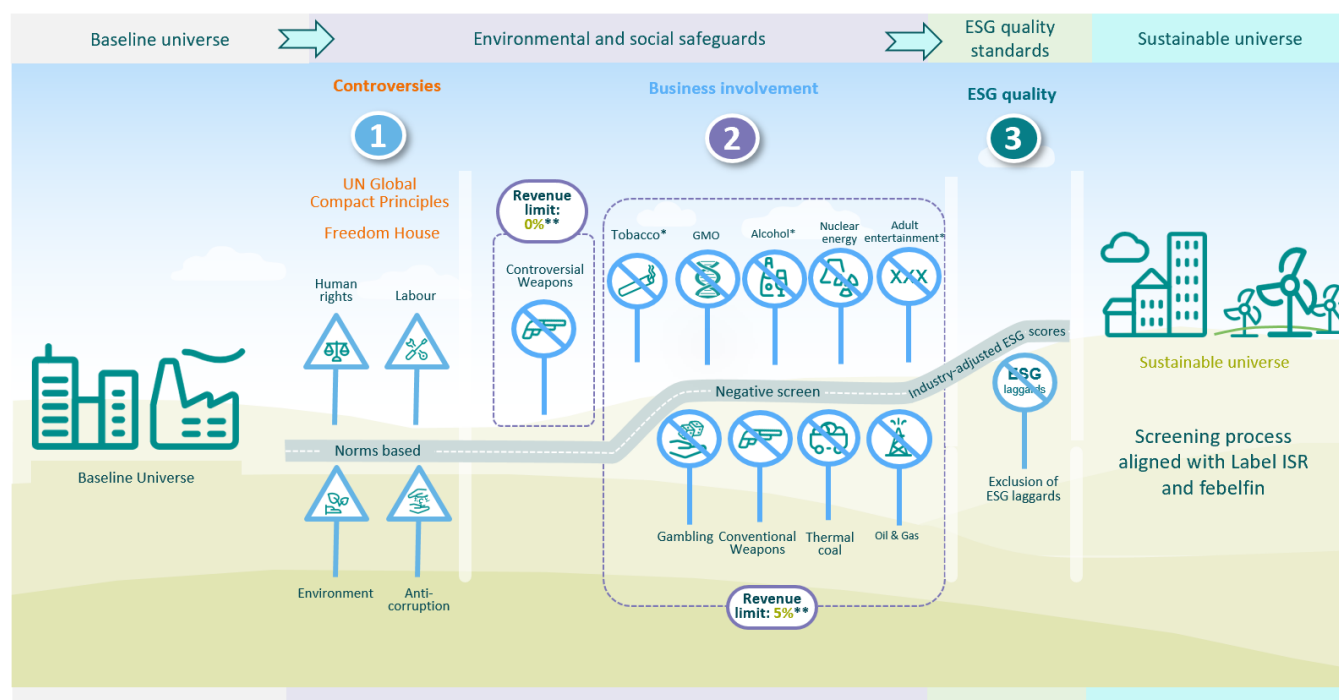 Baseline universe
Environmental and social safeguards
ESG quality
standards
Sustainable universe
Controversies
1
UN Global
Compact Principles
Freedom House
Human
rights
Labour
Norms based
Environment
Anti-
corruption
Baseline Universe
Business involvement
2
Revenue
limit:
0%**
Controversial
Weapons
Tobacco*
GMO
Alcohol*
Nuclear
energy
Adult
entertainment*
XXX
Negative screen
Gambling
Conventional
Weapons
Thermal
coal
Oil & Gas
Revenue
limit: 5%**
ESG quality
3
Industry-adjusted ESG scores
ESG
laggards
Exclusion of
ESG laggards
Sustainable universe
Screening process
aligned with Label ISR
and febelfin